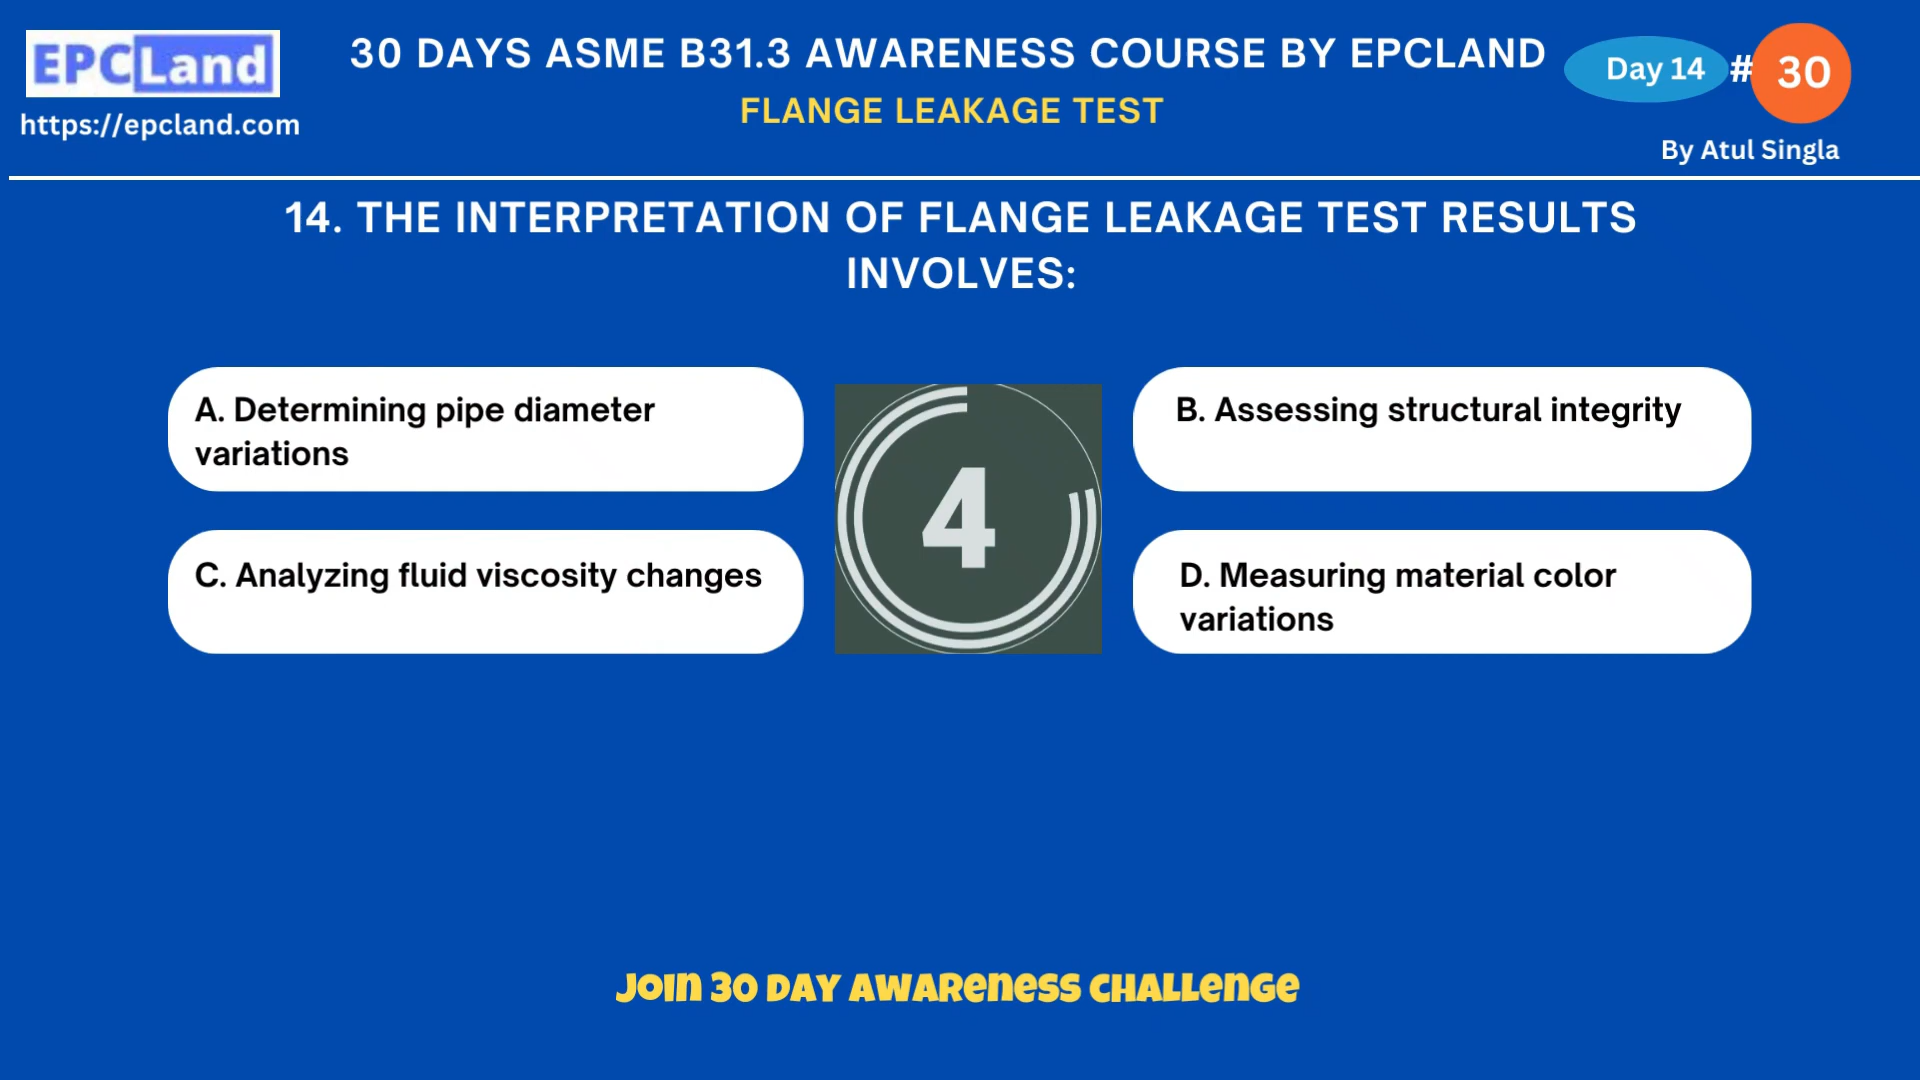 EPCLand
https://epcland.com
30 DAYS ASME B31.3 AWARENESS COURSE BY EPCLAND
FLANGE LEAKAGE TEST
Day 14 # 30
By Atul Singla
14. THE INTERPRETATION OF FLANGE LEAKAGE TEST RESULTS
INVOLVES:
A. Determining pipe diameter
variations
B. Assessing structural integrity
C. Analyzing fluid viscosity changes
D. Measuring material color
variations
4
Join 30 Day Awareness Challenge